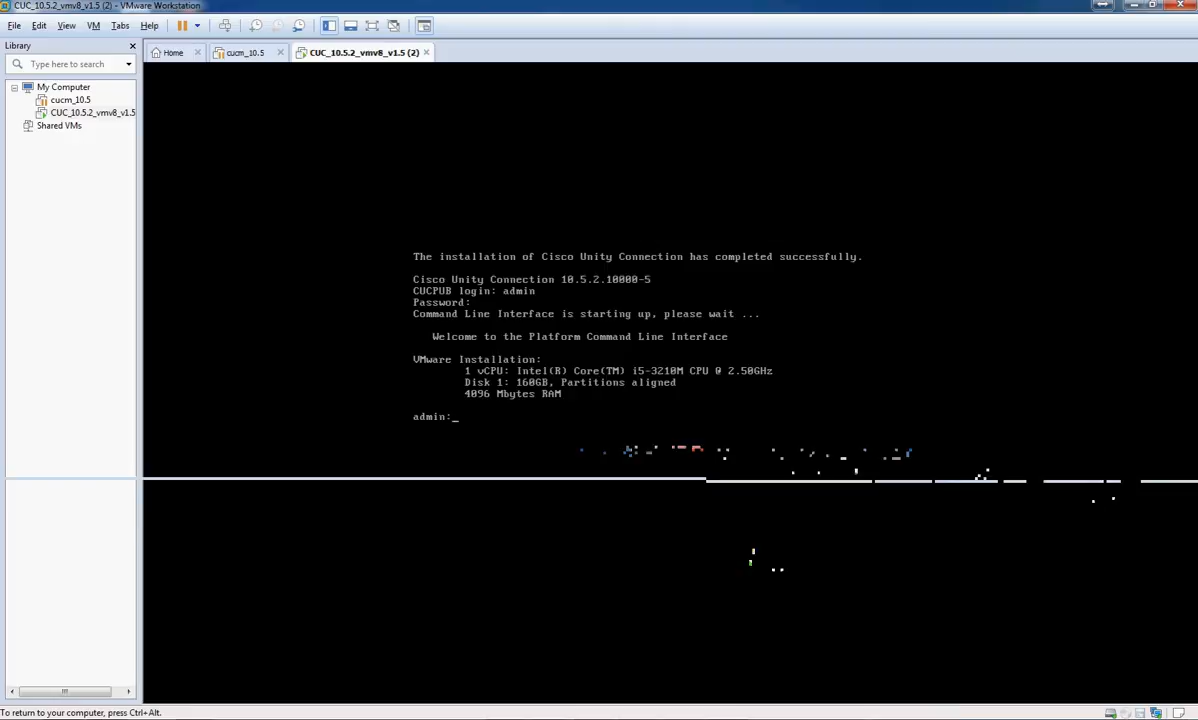 CUC_10.5.2_vmv8_v1.5 (2) - VMware Workstation
File Edit View VM Tabs Help
Library
Type here to search
My Computer
cucm_10.5
CUC_10.5.2_vmv8_v1.5
Shared VMs
Home
cucm_10.5
CUC_10.5.2_vmv8_v1.5 (2)
The installation of Cisco Unity Connection has completed successfully.
Cisco Unity Connection 10.5.2.10000-5
CUCPUB login: admin
Password:
Command Line Interface is starting up, please wait ...
Welcome to the Platform Command Line Interface
VMware Installation:
1 vCPU: Intel(R) Core(TM) i5-3210M CPU @ 2.50GHz
Disk 1: 160GB, Partitions aligned
4096 Mbytes RAM
admin:_
To return to your computer, press Ctrl+Alt.